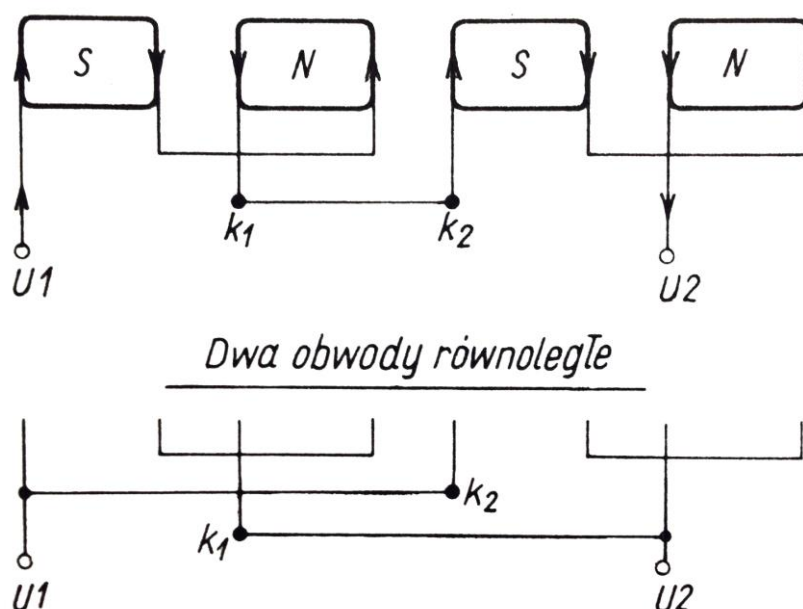 S N S N
k1 k2
U1 U2
Dwa obwody równoległe
k2
k1
U1 U2